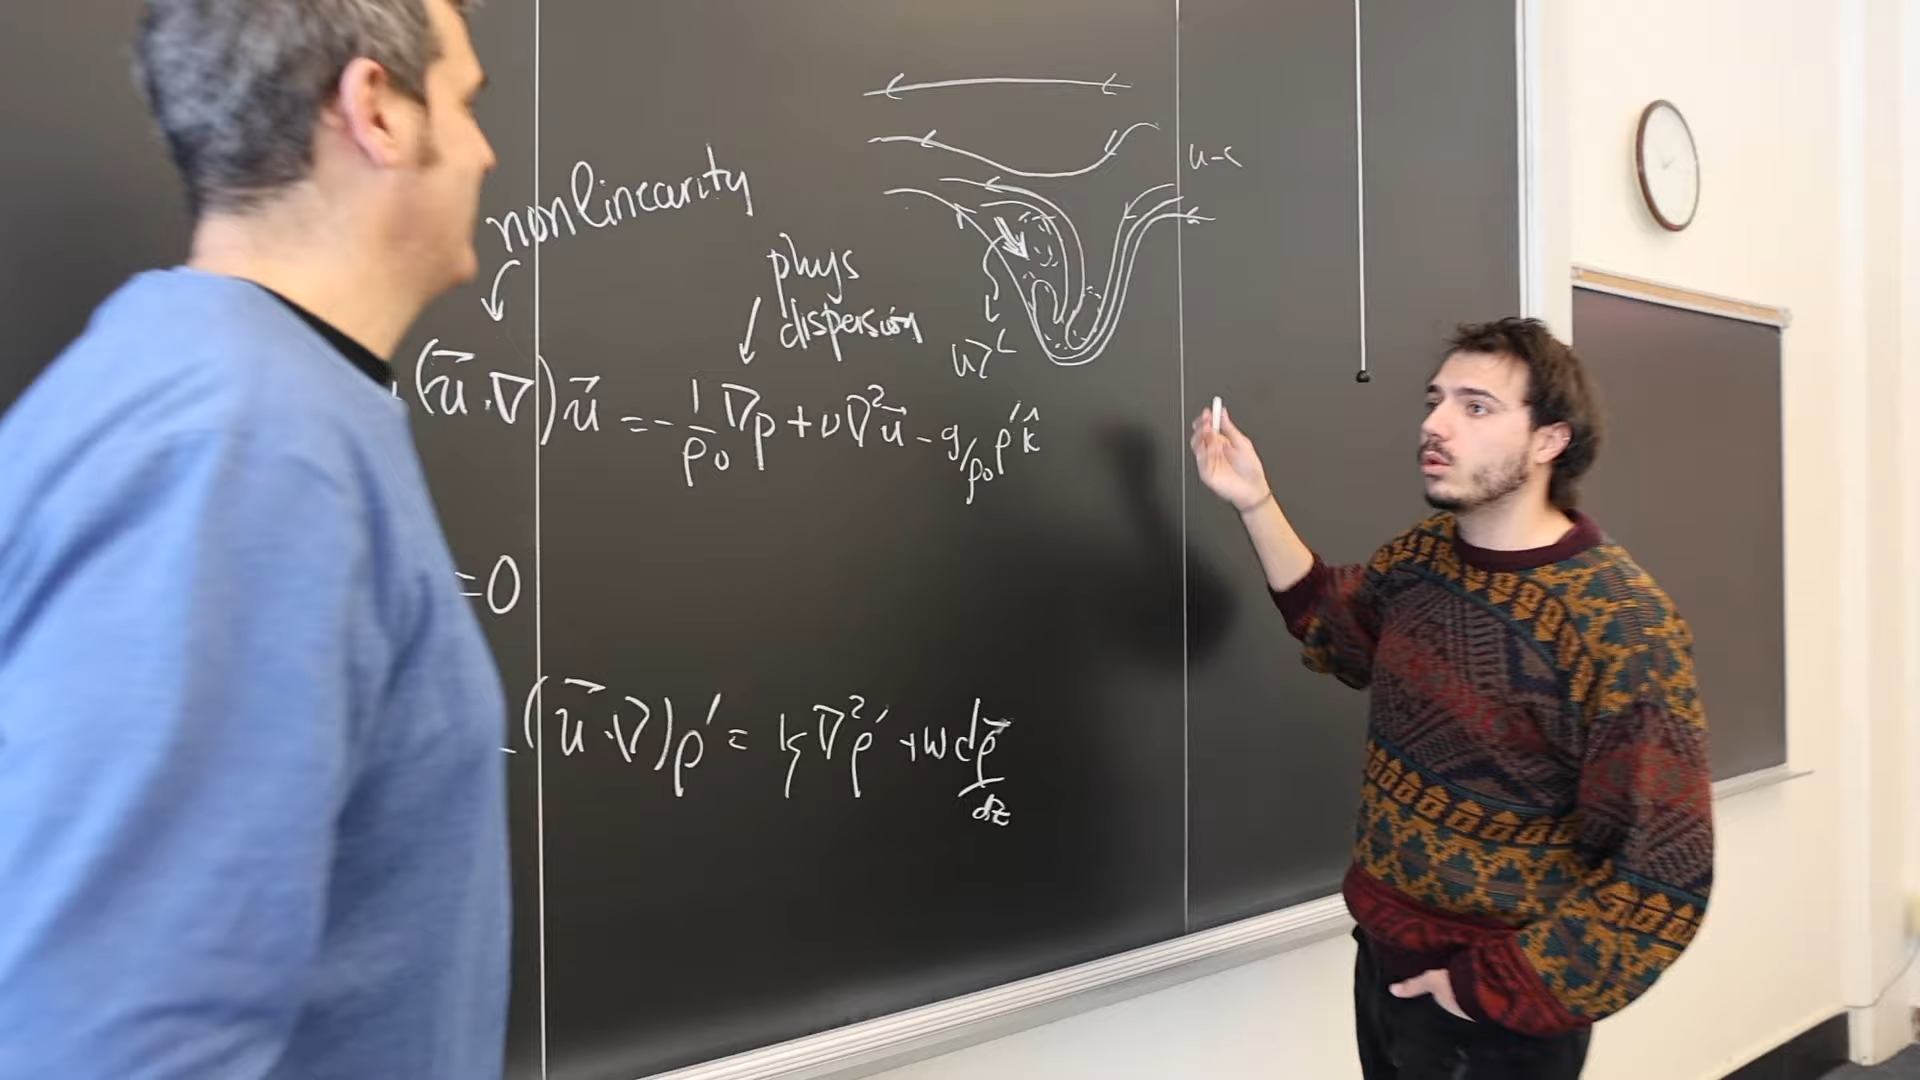 nonlinearity
phys
dispersion
u-c
u>c
(u⃗·∇)u⃗ = -1/ρ₀ ∇p + ν∇²u⃗ - g/ρ₀ ρ'k̂
=0
(u⃗·∇)ρ' = κ∇²ρ' + w dρ̄/dz